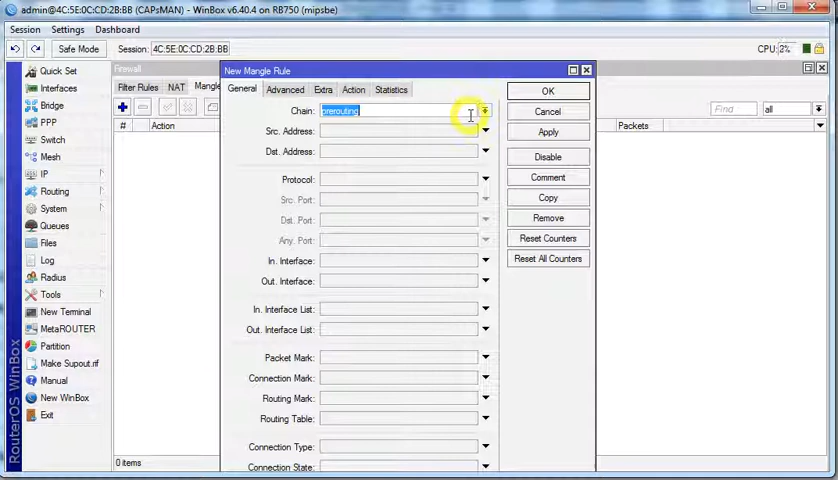 admin@4C:5E:0C:CD:2B:BB (CAPsMAN) - WinBox v6.40.4 on RB750 (mipsbe)
Session Settings Dashboard
Safe Mode Session: 4C:5E:0C:CD:2B:BB CPU: 3%
Quick Set
Interfaces
Bridge
PPP
Switch
Mesh
IP
Routing
System
Queues
Files
Log
Radius
Tools
New Terminal
MetaROUTER
Partition
Make Supout.rif
Manual
New WinBox
Exit
RouterOS WinBox
Firewall
Filter Rules NAT Mangle
Find all
# Action Packets
0 items
New Mangle Rule
General Advanced Extra Action Statistics
Chain: prerouting
Src. Address:
Dst. Address:
Protocol:
Src. Port:
Dst. Port:
Any. Port:
In. Interface:
Out. Interface:
In. Interface List:
Out. Interface List:
Packet Mark:
Connection Mark:
Routing Mark:
Routing Table:
Connection Type:
Connection State:
OK
Cancel
Apply
Disable
Comment
Copy
Remove
Reset Counters
Reset All Counters